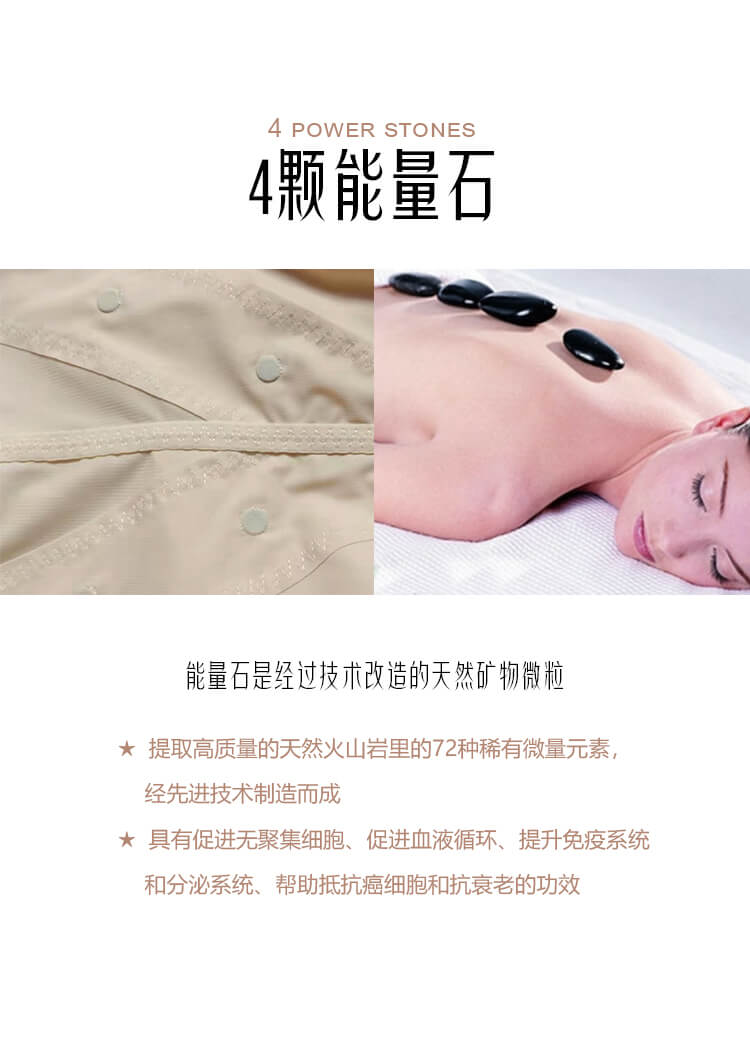 4 POWER STONES
4颗能量石
能量石是经过技术改造的天然矿物微粒
★ 提取高质量的天然火山岩里的72种稀有微量元素，
经先进技术制造而成
★ 具有促进无聚集细胞、促进血液循环、提升免疫系统
和分泌系统、帮助抵抗癌细胞和抗衰老的功效